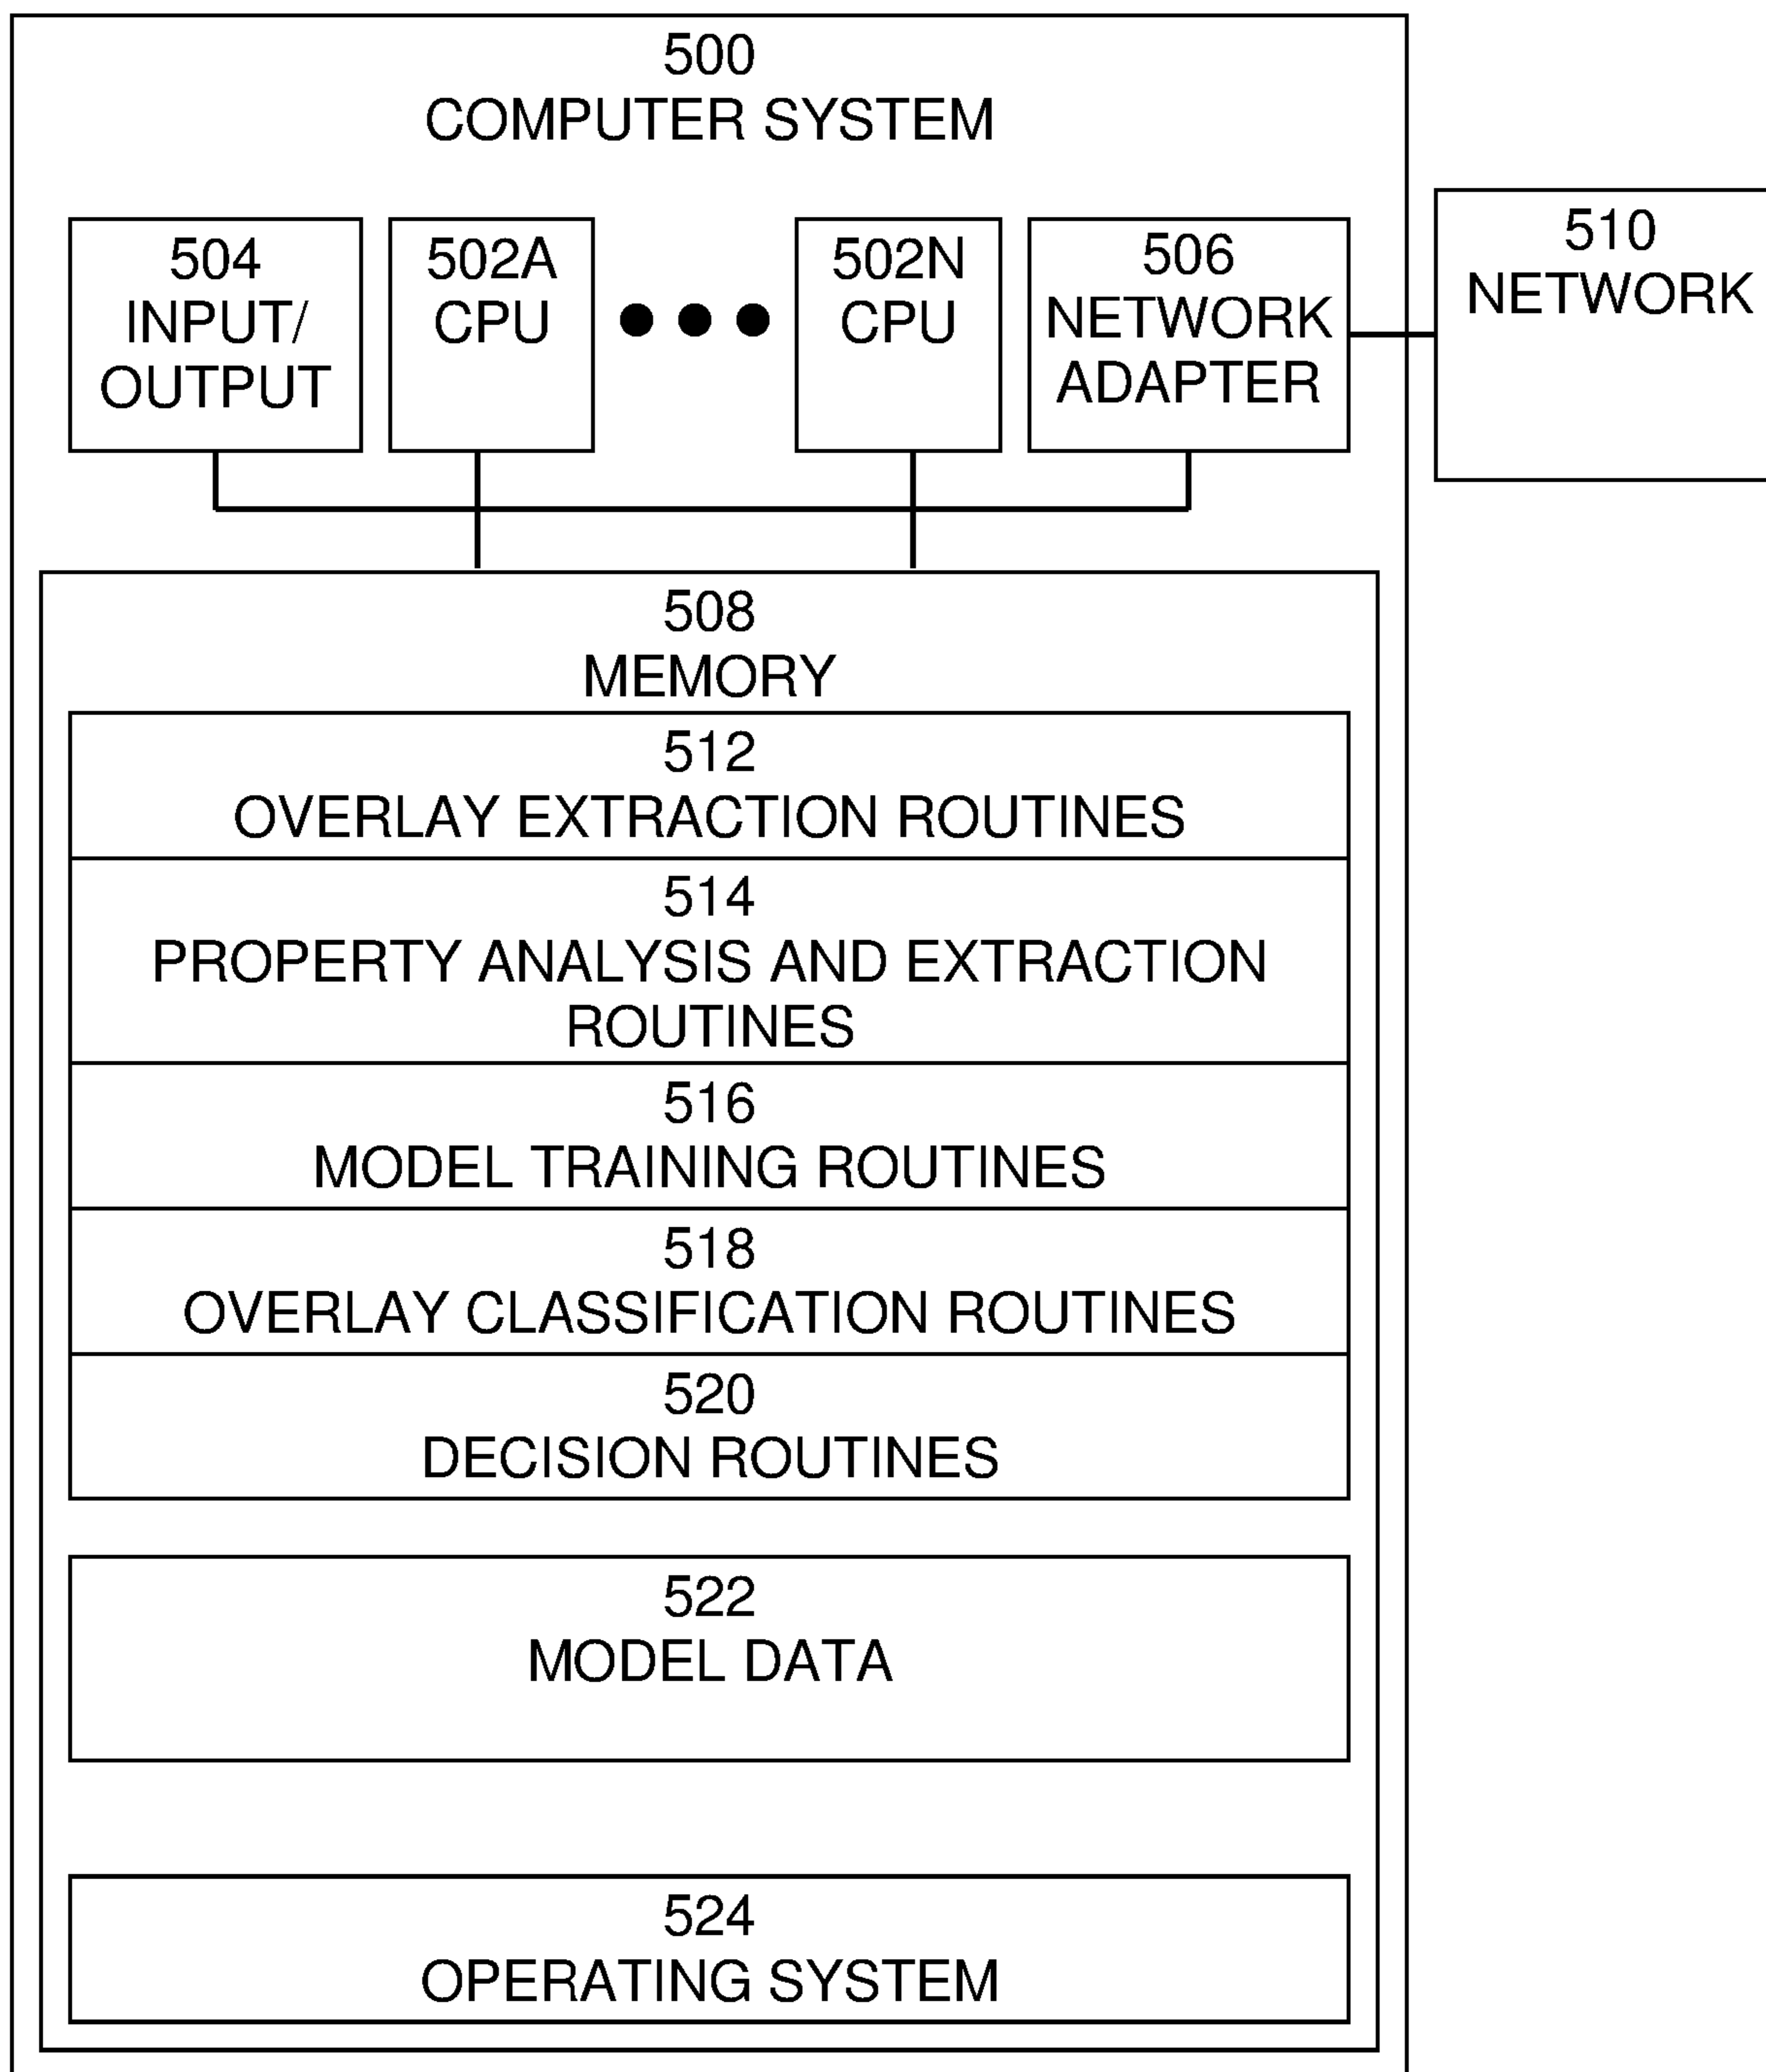 500
COMPUTER SYSTEM
504
INPUT/
OUTPUT
502A
CPU
502N
CPU
506
NETWORK
ADAPTER
510
NETWORK
508
MEMORY
512
OVERLAY EXTRACTION ROUTINES
514
PROPERTY ANALYSIS AND EXTRACTION
ROUTINES
516
MODEL TRAINING ROUTINES
518
OVERLAY CLASSIFICATION ROUTINES
520
DECISION ROUTINES
522
MODEL DATA
524
OPERATING SYSTEM